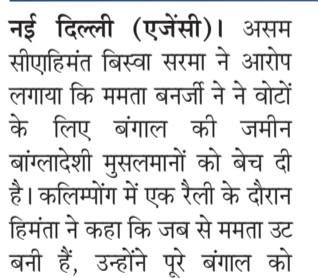 नई दिल्ली (एजेंसी)। असम
सीएहिमंत बिस्वा सरमा ने आरोप
लगाया कि ममता बनर्जी ने ने वोटों
के लिए बंगाल की जमीन
बांग्लादेशी मुसलमानों को बेच दी
है। कलिम्पोंग में एक रैली के दौरान
हिमंता ने कहा कि जब से ममता उट
बनी हैं, उन्होंने पूरे बंगाल को